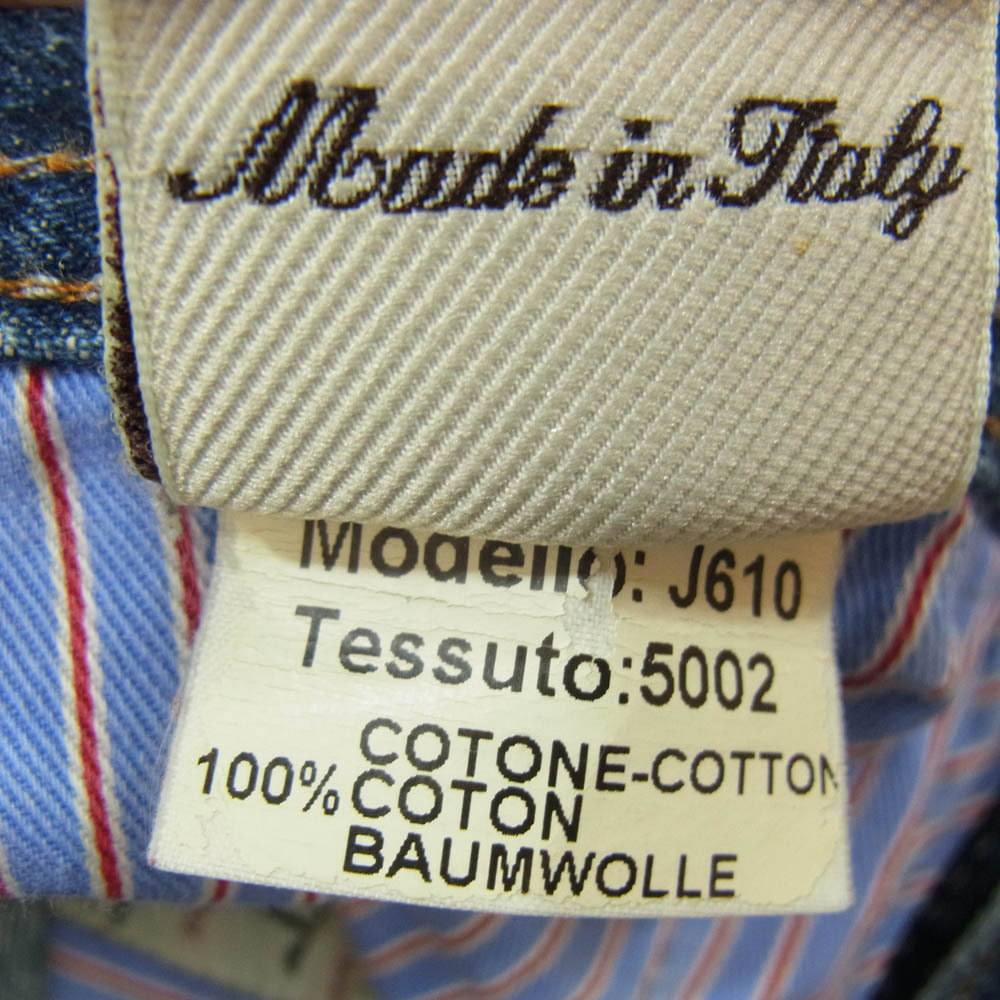 Made in Italy
Modello: J610
Tessuto:5002
COTONE-COTTON
100% COTON
BAUMWOLLE